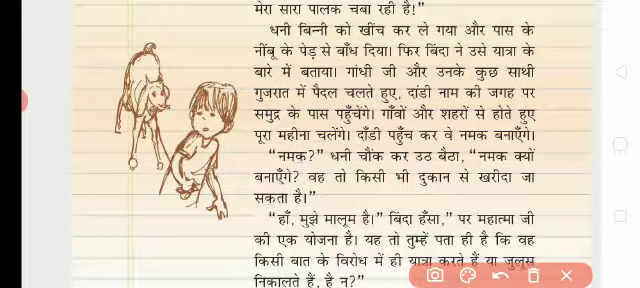 मेरा सारा पालक चबा रही है!"
धनी बिन्नी को खींच कर ले गया और पास के
नींबू के पेड़ से बाँध दिया। फिर बिंदा ने उसे यात्रा के
बारे में बताया। गांधी जी और उनके कुछ साथी
गुजरात में पैदल चलते हुए, दांडी नाम की जगह पर
समुद्र के पास पहुँचेंगे। गाँवों और शहरों से होते हुए
पूरा महीना चलेंगे। दाँडी पहुँच कर वे नमक बनाएँगे।
"नमक?" धनी चौंक कर उठ बैठा, "नमक क्यों
बनाएँगे? वह तो किसी भी दुकान से खरीदा जा
सकता है।"
"हाँ, मुझे मालूम है।" बिंदा हँसा," पर महात्मा जी
की एक योजना है। यह तो तुम्हें पता ही है कि वह
किसी बात के विरोध में ही यात्रा करते हैं या जुलूस
निकालते हैं, है न?"